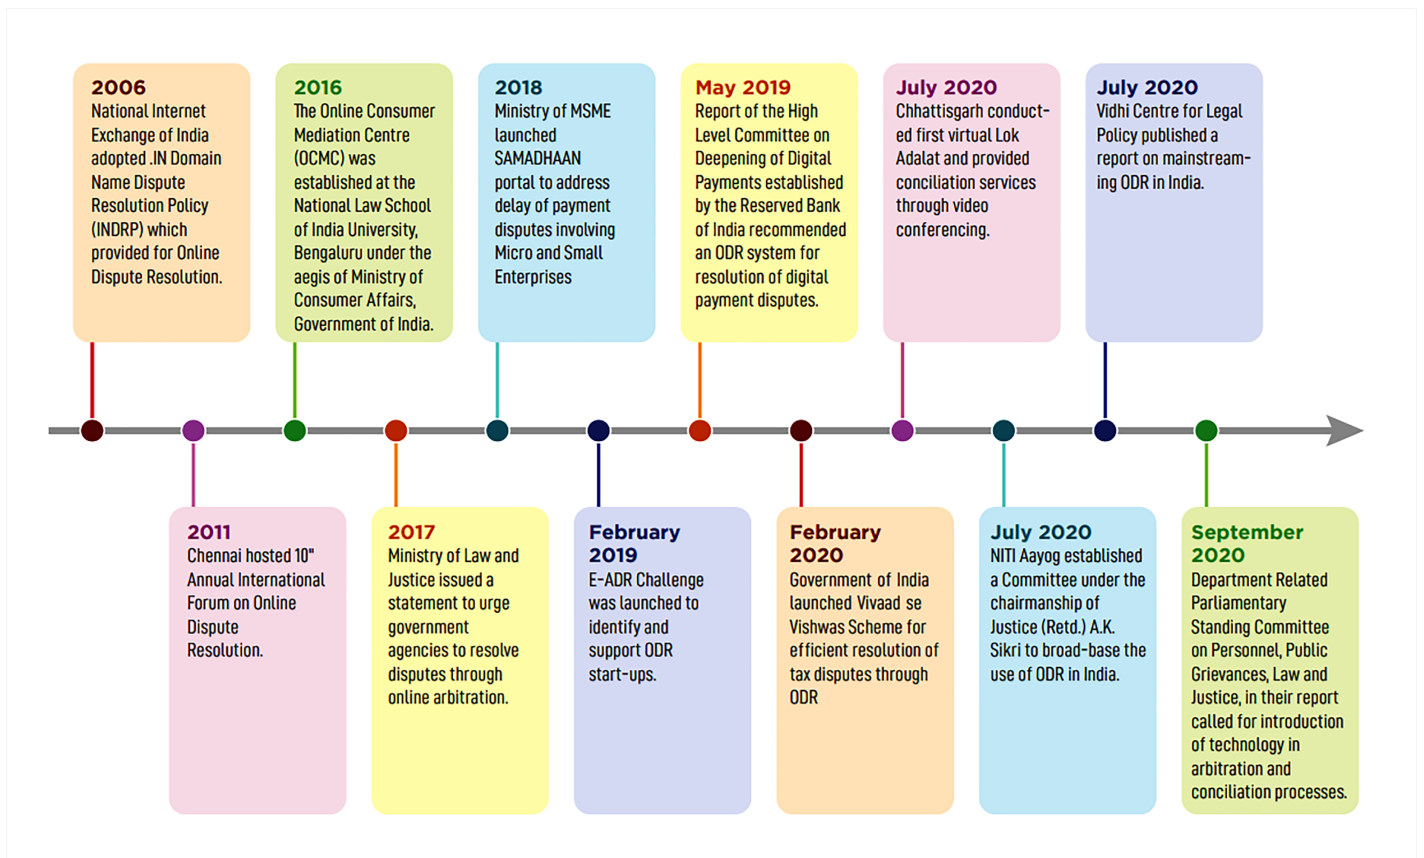 2006
National Internet
Exchange of India
adopted .IN Domain
Name Dispute
Resolution Policy
(INDRP) which
provided for Online
Dispute Resolution.
2016
The Online Consumer
Mediation Centre
(OCMC) was
established at the
National Law School
of India University,
Bengaluru under the
aegis of Ministry of
Consumer Affairs,
Government of India.
2018
Ministry of MSME
launched
SAMADHAAN
portal to address
delay of payment
disputes involving
Micro and Small
Enterprises
May 2019
Report of the High
Level Committee on
Deepening of Digital
Payments established
by the Reserved Bank
of India recommended
an ODR system for
resolution of digital
payment disputes.
July 2020
Chhattisgarh conduct-
ed first virtual Lok
Adalat and provided
conciliation services
through video
conferencing.
July 2020
Vidhi Centre for Legal
Policy published a
report on mainstream-
ing ODR in India.
2011
Chennai hosted 10"
Annual International
Forum on Online
Dispute
Resolution.
2017
Ministry of Law and
Justice issued a
statement to urge
government
agencies to resolve
disputes through
online arbitration.
February
2019
E-ADR Challenge
was launched to
identify and
support ODR
start-ups.
February
2020
Government of India
launched Vivaad se
Vishwas Scheme for
efficient resolution of
tax disputes through
ODR
July 2020
NITI Aayog established
a Committee under the
chairmanship of
Justice (Retd.) A.K.
Sikri to broad-base the
use of ODR in India.
September
2020
Department Related
Parliamentary
Standing Committee
on Personnel, Public
Grievances, Law and
Justice, in their report
called for introduction
of technology in
arbitration and
conciliation processes.